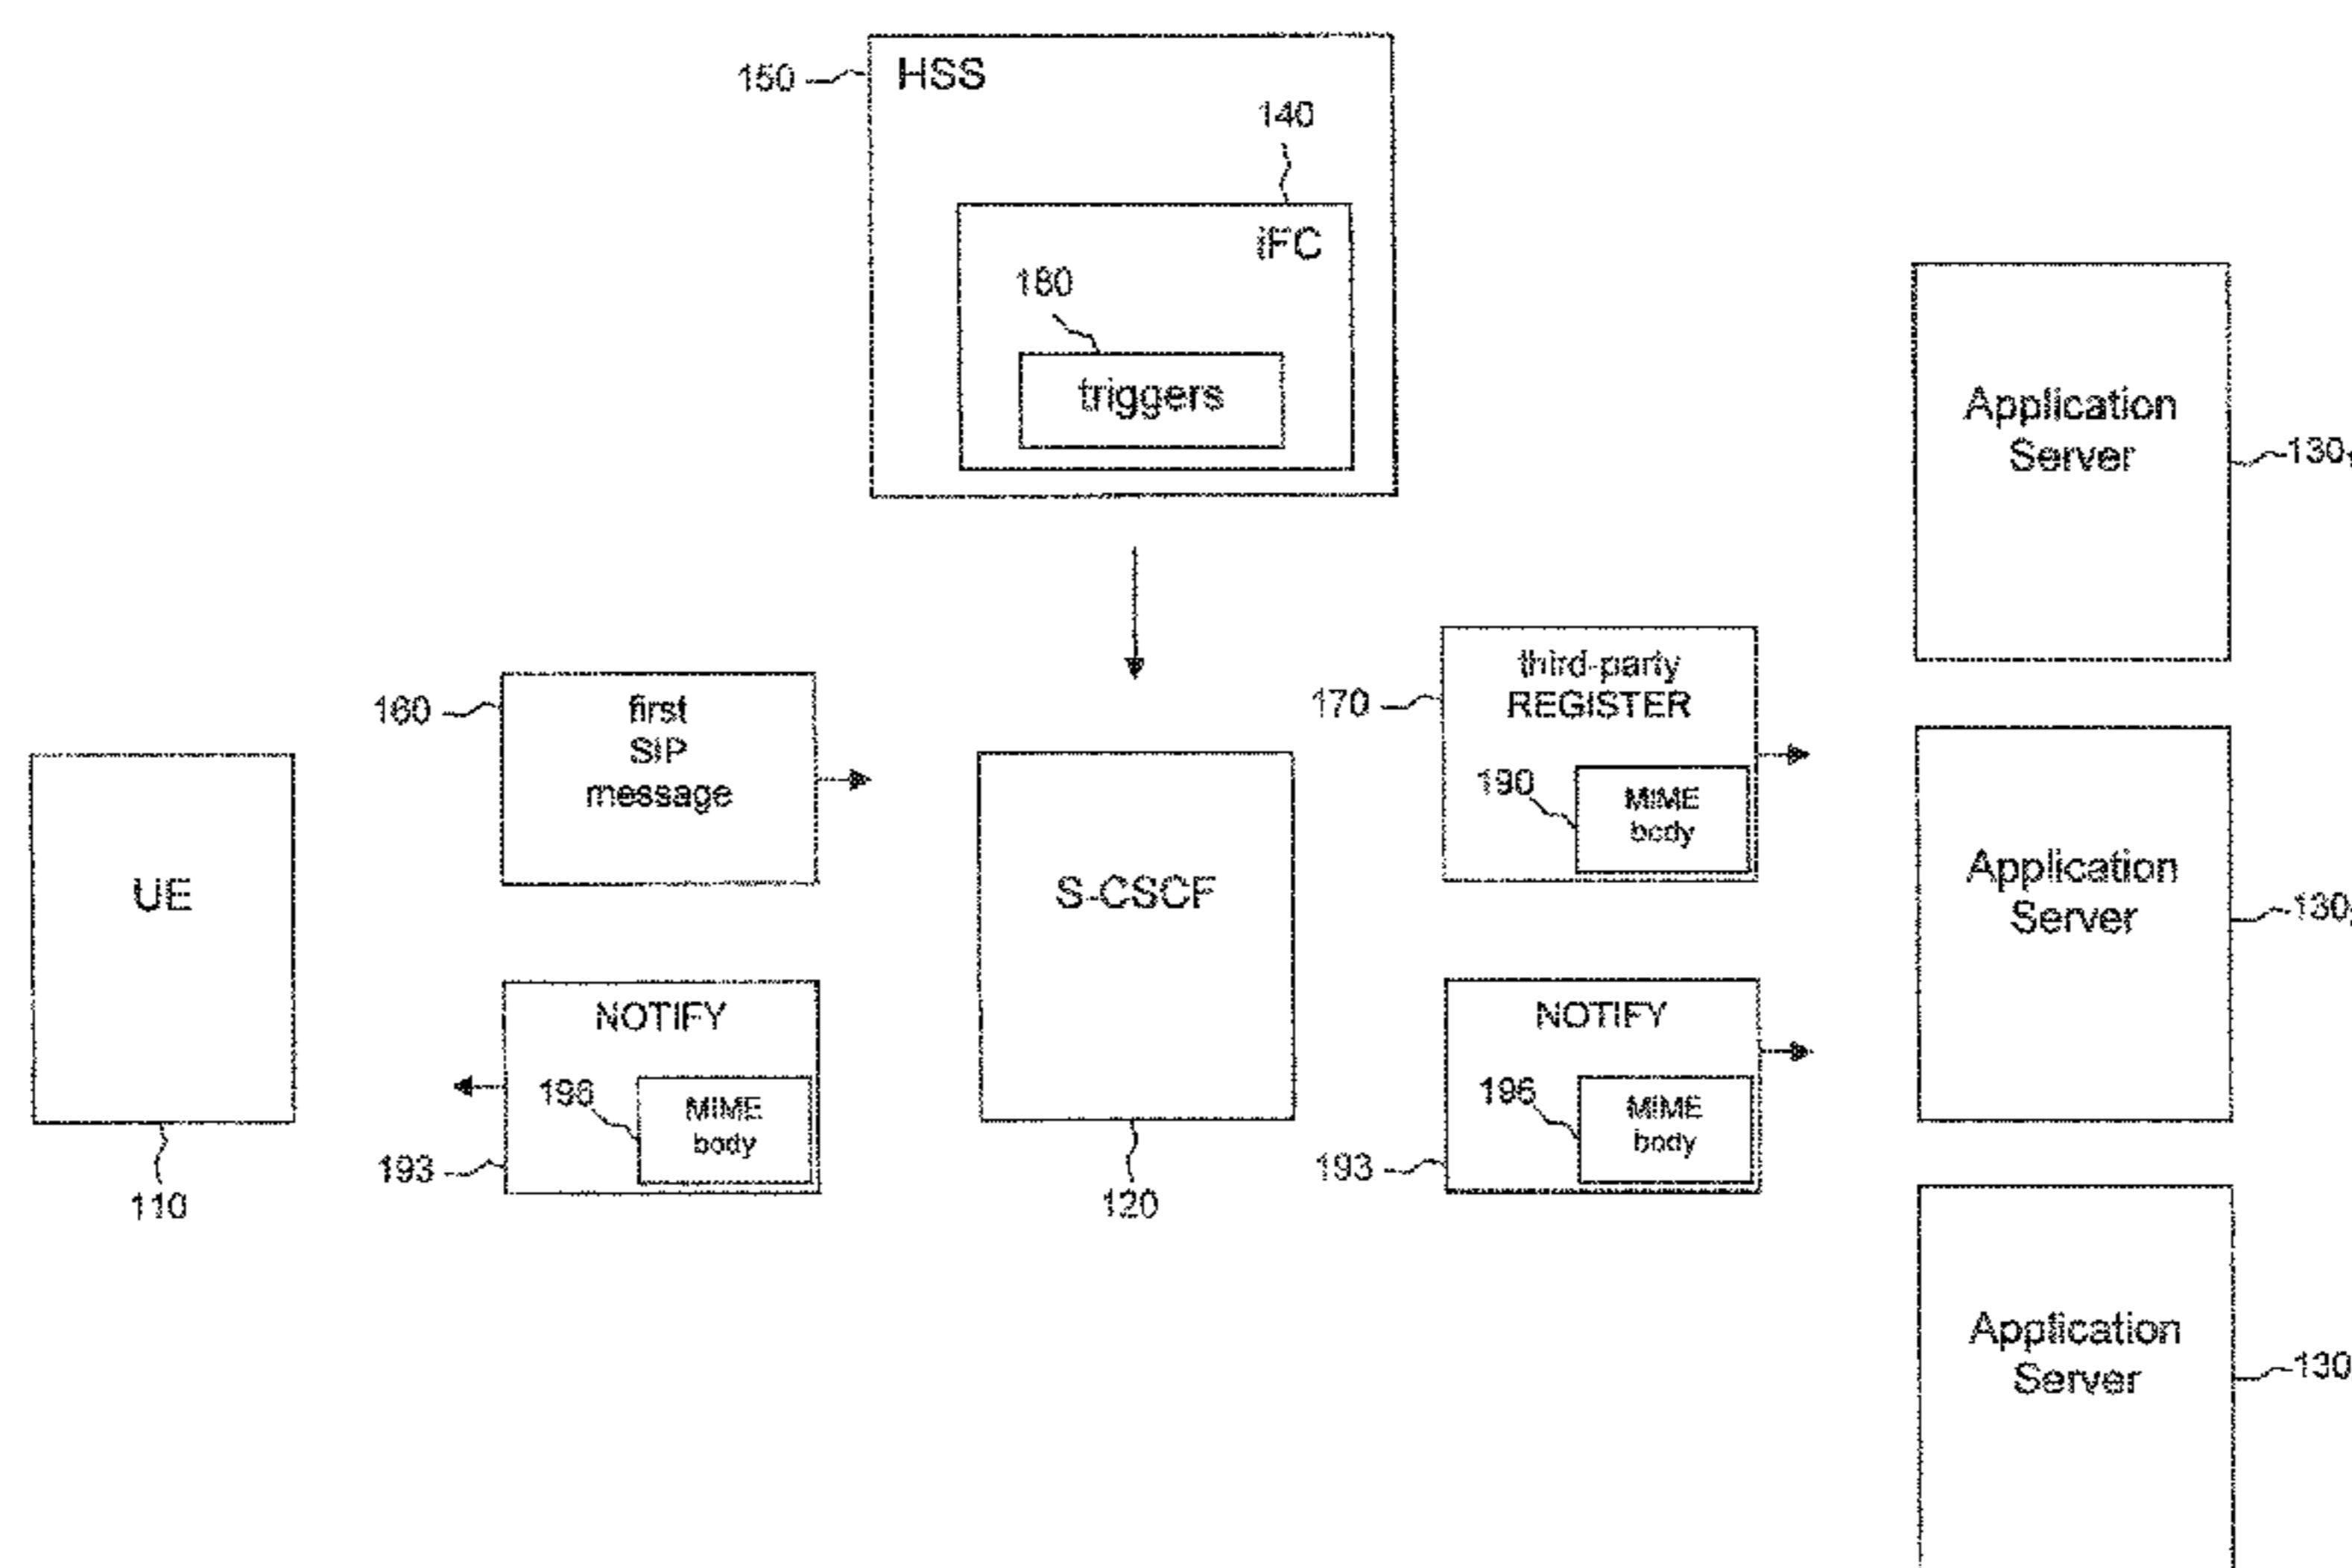 150
HSS
140
iFC
180
triggers
Application
Server
130
160
first
SIP
message
170
third-party
REGISTER
190
MIME
body
UE
S-CSCF
Application
Server
130
NOTIFY
196
MIME
body
193
NOTIFY
196
MIME
body
193
110
120
Application
Server
130